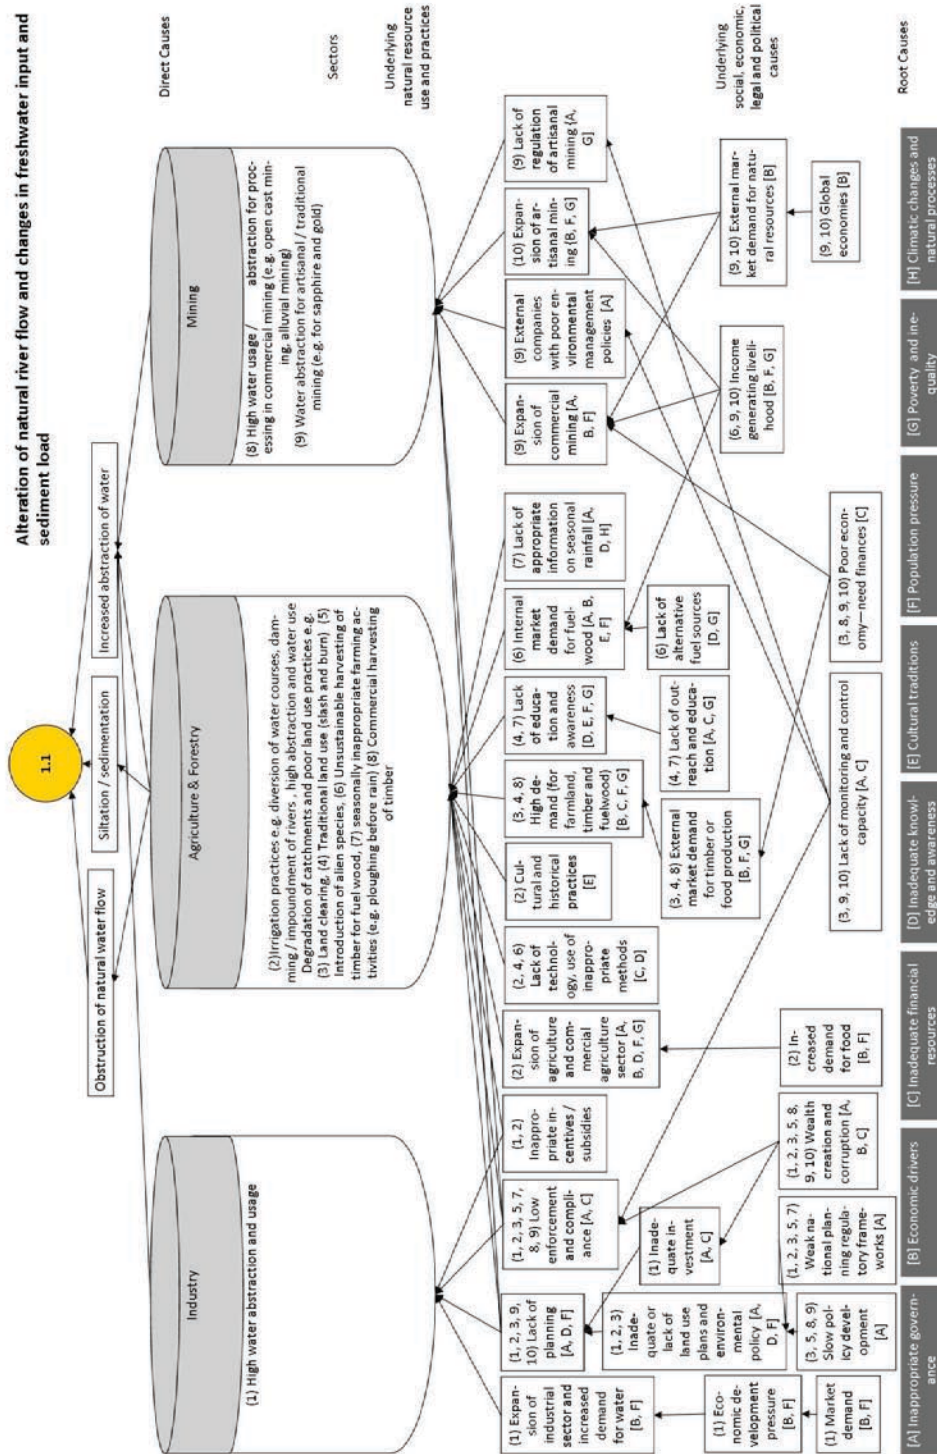 Alteration of natural river flow and changes in freshwater input and
sediment load
Direct Causes
Sectors
Underlying
natural resource
use and practices
Underlying
social, economic,
legal and political
causes
Root Causes
1.1
Obstruction of natural water flow
Siltation / sedimentation
Increased abstraction of water
Industry
(1) High water abstraction and usage
Agriculture & Forestry
(2)Irrigation practices e.g. diversion of water courses, dam-
ming / impoundment of rivers , high abstraction and water use
Degradation of catchments and poor land use practices e.g.
(3) Land clearing, (4) Traditional land use (slash and burn) (5)
Introduction of alien species, (6) Unsustainable harvesting of
timber for fuel wood, (7) seasonally inappropriate farming ac-
tivities (e.g. ploughing before rain) (8) Commercial harvesting
of timber
Mining
(8) High water usage / abstraction for proc-
essing in commercial mining (e.g. open cast min-
ing, alluvial mining)
(9) Water abstraction for artisanal / traditional
mining (e.g. for sapphire and gold)
(1) Expan-
sion of
industrial
sector and
increased
demand
for water
[B, F]
(1, 2, 3, 9,
10) Lack of
planning
[A, D, F]
(1, 2, 3, 5, 7,
8, 9) Low
enforcement
and compli-
ance [A, C]
(1, 2)
Inappro-
priate in-
centives /
subsidies
(2) Expan-
sion of
agriculture
and com-
mercial
agriculture
sector [A,
B, D, F, G]
(2, 4, 6)
Lack of
technol-
ogy, use of
inappro-
priate
methods
[C, D]
(2) Cul-
tural and
historical
practices
[E]
(3, 4, 8)
High de-
mand (for
farmland,
timber and
fuelwood)
[B, C, F, G]
(4, 7) Lack
of educa-
tion and
awareness
[D, E, F, G]
(6) Internal
market
demand
for fuel-
wood [A, B,
E, F]
(7) Lack of
appropriate
information
on seasonal
rainfall [A,
D, H]
(9) Expan-
sion of
commercial
mining [A,
B, F]
(9) External
companies
with poor en-
vironmental
management
policies [A]
(10) Expan-
sion of ar-
tisanal min-
ing [B, F, G]
(9) Lack of
regulation
of artisanal
mining [A,
G]
(1) Eco-
nomic de-
velopment
pressure
[B, F]
(1) Market
demand
[B, F]
(1, 2, 3)
Inade-
quate or
lack of
land use
plans and
environ-
mental
policy [A,
D, F]
(3, 5, 8, 9)
Slow pol-
icy devel-
opment
[A]
(1) Inade-
quate in-
vestment
[A, C]
(1, 2, 3, 5, 7)
Weak na-
tional plan-
ning regula-
tory frame-
works [A]
(1, 2, 3, 5, 8,
9, 10) Wealth
creation and
corruption [A,
B, C]
(2) In-
creased
demand
for food
[B, F]
(3, 4, 8) External
market demand
for timber or
food production
[B, F, G]
(4, 7) Lack of out-
reach and educa-
tion [A, C, G]
(6) Lack of
alternative
fuel sources
[D, G]
(6, 9, 10) Income
generating liveli-
hood [B, F, G]
(9, 10) External mar-
ket demand for natu-
ral resources [B]
(9, 10) Global
economies [B]
(3, 9, 10) Lack of monitoring and control
capacity [A, C]
(3, 8, 9, 10) Poor econ-
omy—need finances [C]
[A] Inappropriate govern-
ance
[B] Economic drivers
[C] Inadequate financial
resources
[D] Inadequate knowl-
edge and awareness
[E] Cultural traditions
[F] Population pressure
[G] Poverty and ine-
quality
[H] Climatic changes and
natural processes